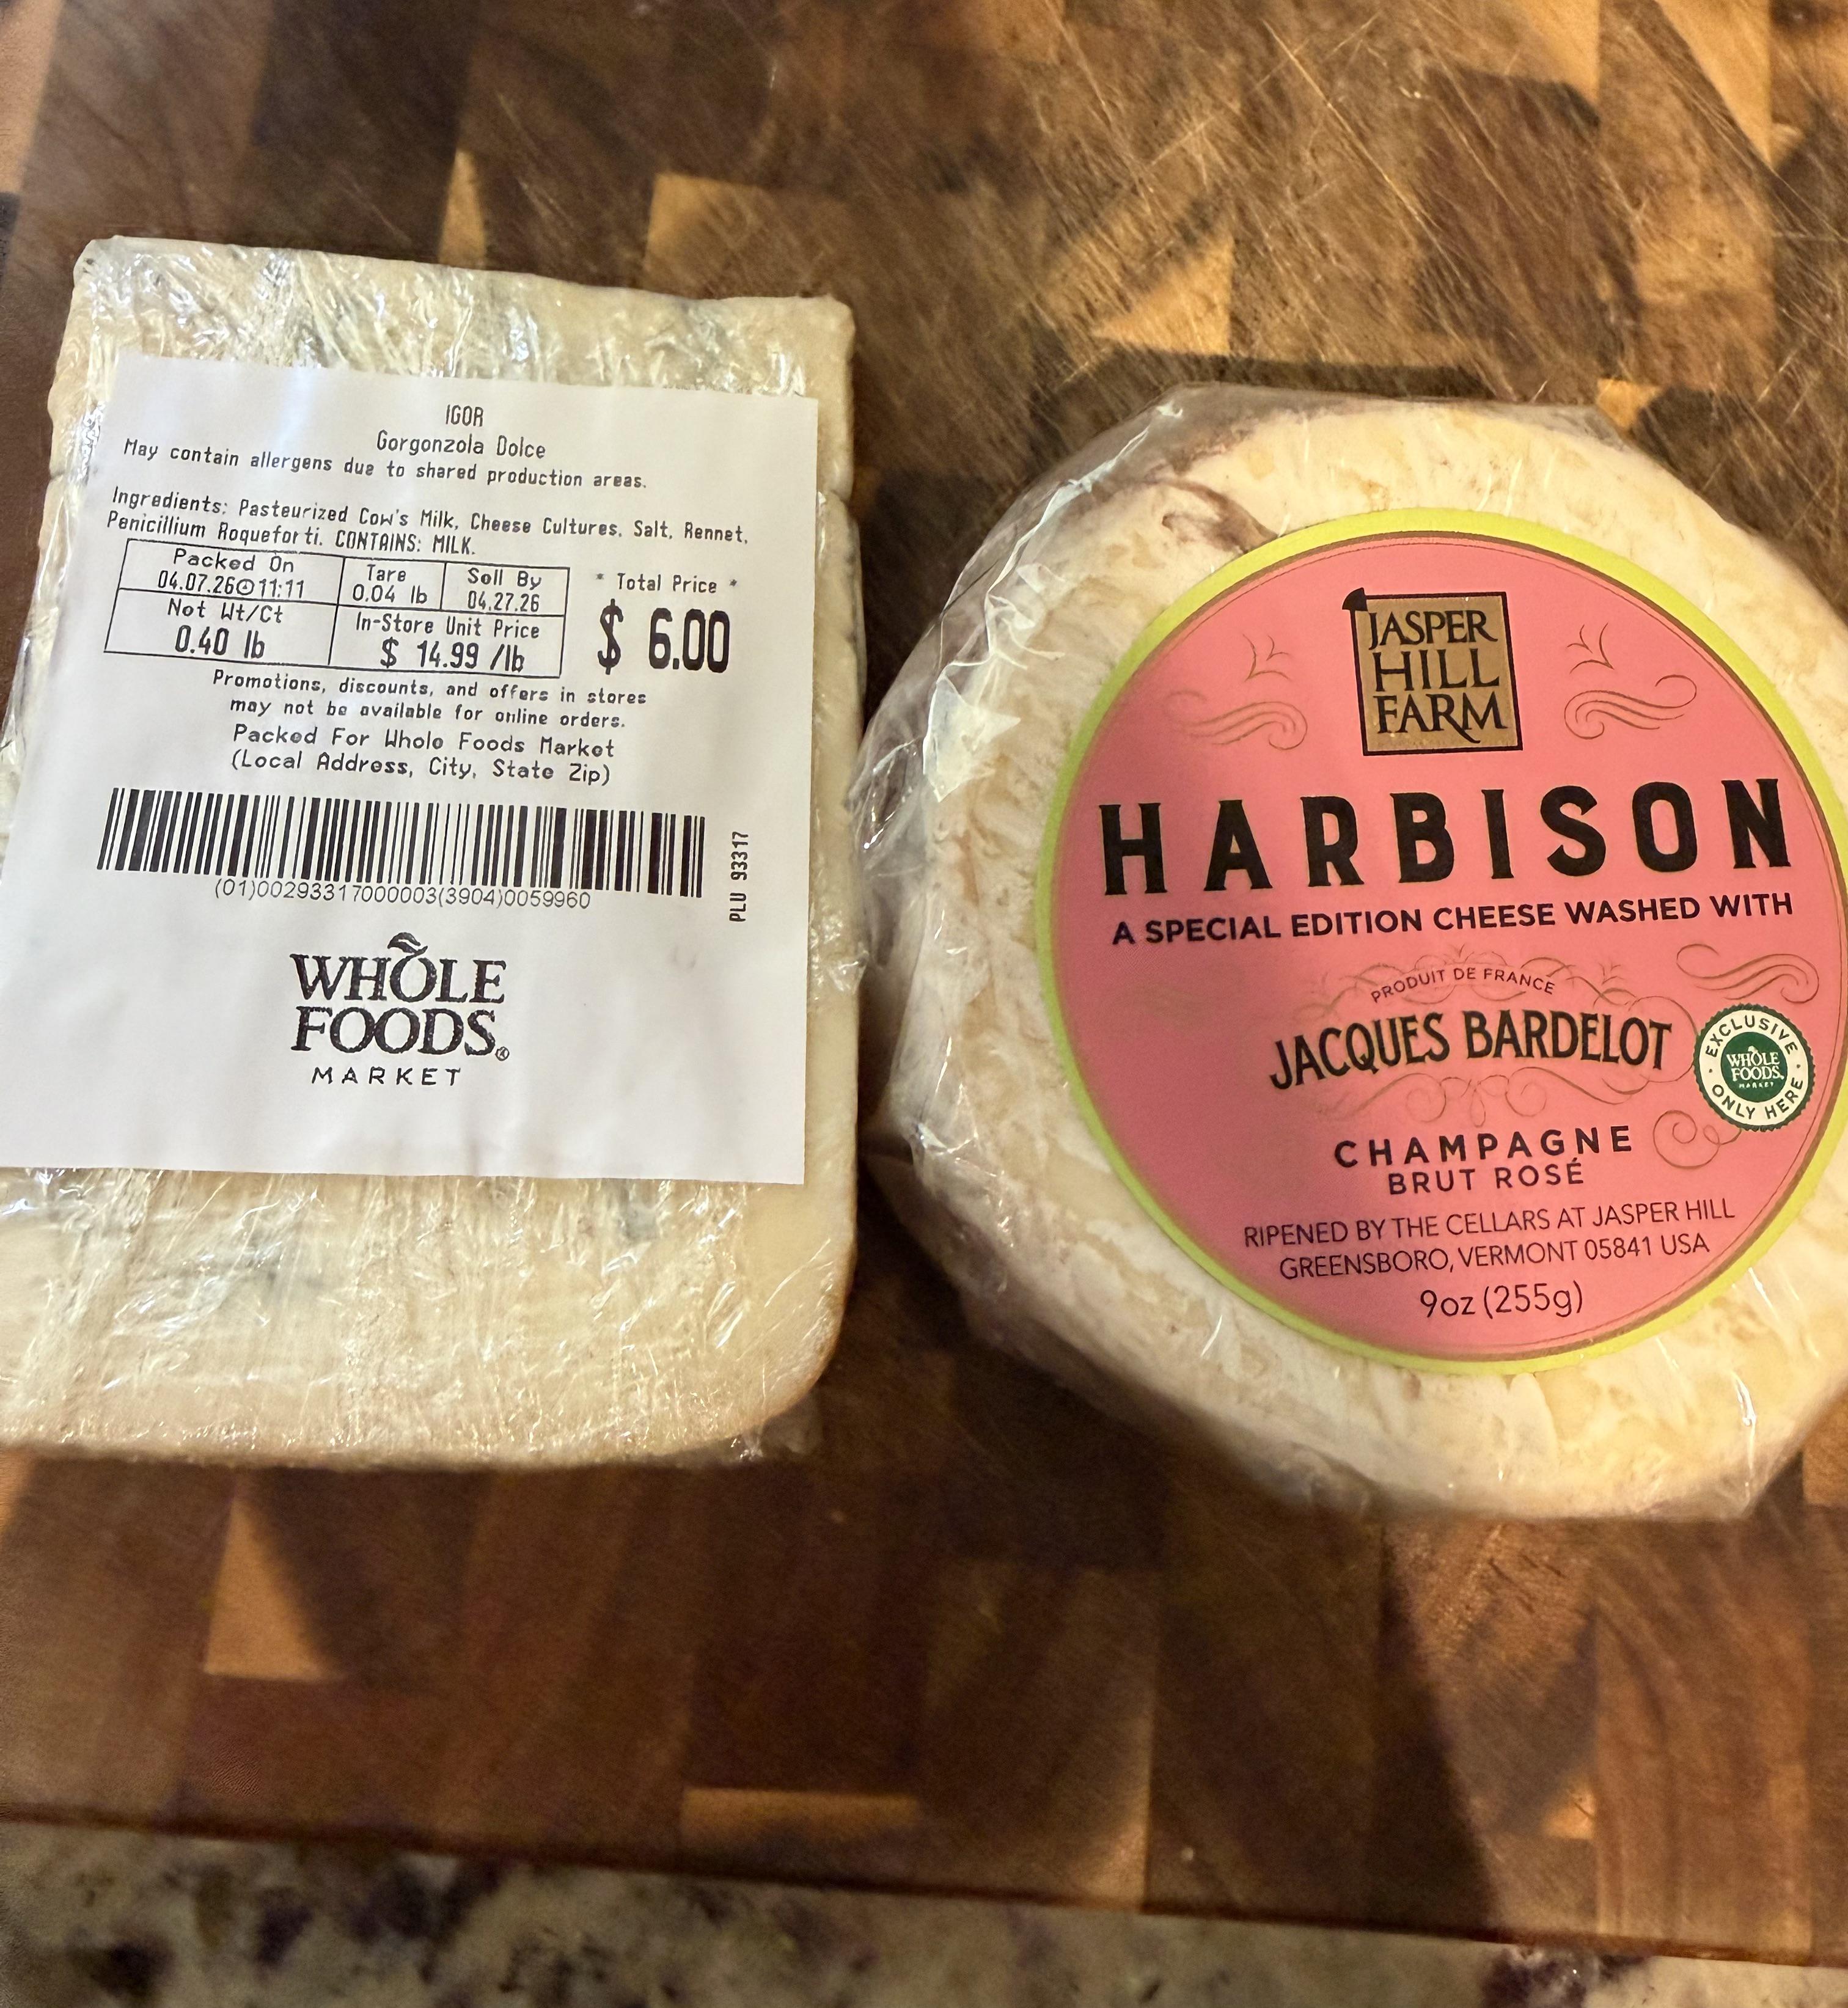 IGOR
Gorgonzola Dolce
May contain allergens due to shared production areas.
Ingredients: Pasteurized Cow's Milk, Cheese Cultures, Salt, Rennet,
Penicillium Roqueforti. CONTAINS: MILK.
Packed On
04.07.26 11:11
Tare
0.04 lb
Sell By
04.27.26
* Total Price *
$ 6.00
Net Wt/Ct
0.40 lb
In-Store Unit Price
$ 14.99 /lb
Promotions, discounts, and offers in stores
may not be available for online orders.
Packed For Whole Foods Market
(Local Address, City, State Zip)
(01)00293317000003(3904)0059960
PLU 93317
WHOLE
FOODS®
MARKET
JASPER
HILL
FARM
HARBISON
A SPECIAL EDITION CHEESE WASHED WITH
PRODUIT DE FRANCE
JACQUES BARDELOT
EXCLUSIVE
WHOLE
FOODS
MARKET
ONLY HERE
CHAMPAGNE
BRUT ROSÉ
RIPENED BY THE CELLARS AT JASPER HILL
GREENSBORO, VERMONT 05841 USA
9oz (255g)